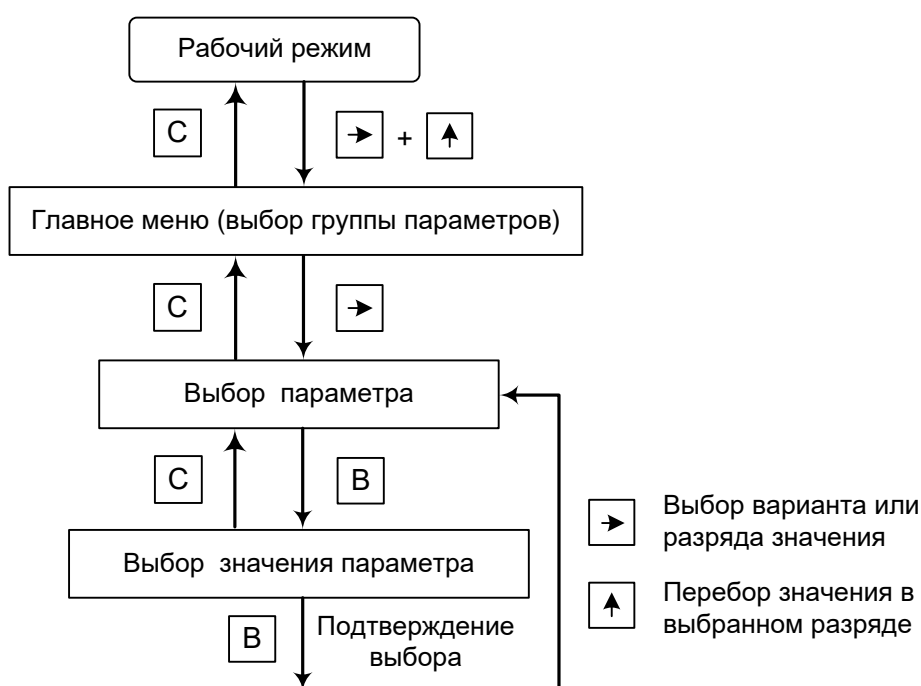 Рабочий режим
С
+
Главное меню (выбор группы параметров)
С
Выбор параметра
С
В
Выбор значения параметра
В
Подтверждение
выбора
Выбор варианта или
разряда значения
Перебор значения в
выбранном разряде